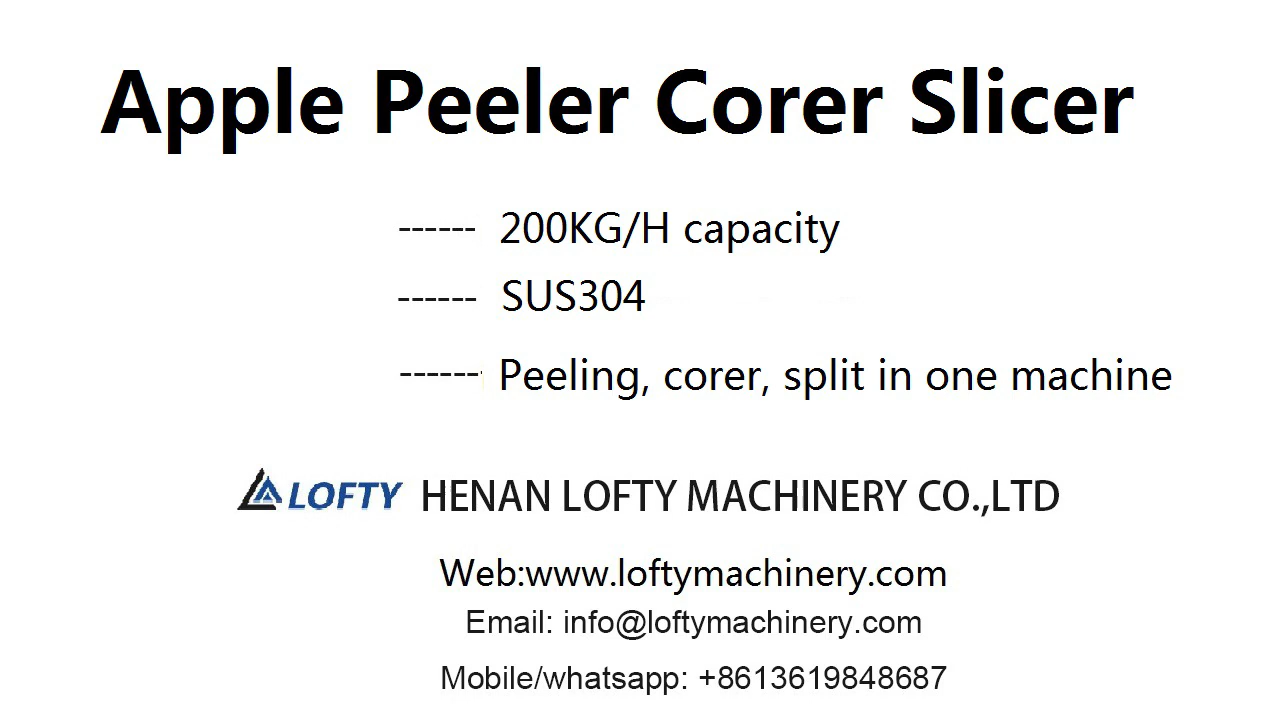 Apple Peeler Corer Slicer
------ 200KG/H capacity
------ SUS304
------ Peeling, corer, split in one machine
LOFTY HENAN LOFTY MACHINERY CO.,LTD
Web:www.loftymachinery.com
Email: info@loftymachinery.com
Mobile/whatsapp: +8613619848687